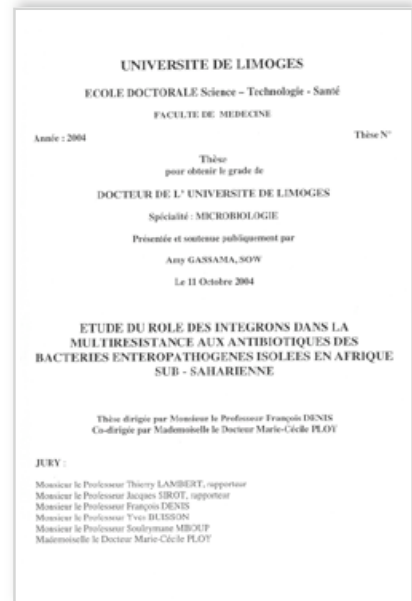 UNIVERSITE DE LIMOGES
ECOLE DOCTORALE Science – Technologie - Santé
FACULTE DE MEDECINE
Année : 2004 Thèse N°
Thèse
pour obtenir le grade de
DOCTEUR DE L' UNIVERSITE DE LIMOGES
Spécialité : MICROBIOLOGIE
Présentée et soutenue publiquement par
Amy GASSAMA, SOW
Le 11 Octobre 2004
ETUDE DU ROLE DES INTEGRONS DANS LA
MULTIRESISTANCE AUX ANTIBIOTIQUES DES
BACTERIES ENTEROPATHOGENES ISOLEES EN AFRIQUE
SUB - SAHARIENNE
Thèse dirigée par Monsieur le Professeur François DENIS
Co-dirigée par Mademoiselle le Docteur Marie-Cécile PLOY
JURY :
Monsieur le Professeur Thierry LAMBERT, rapporteur
Monsieur le Professeur Jacques SIROT, rapporteur
Monsieur le Professeur François DENIS
Monsieur le Professeur Yves BUISSON
Monsieur le Professeur Souleymane MBOUP
Mademoiselle le Docteur Marie-Cécile PLOY